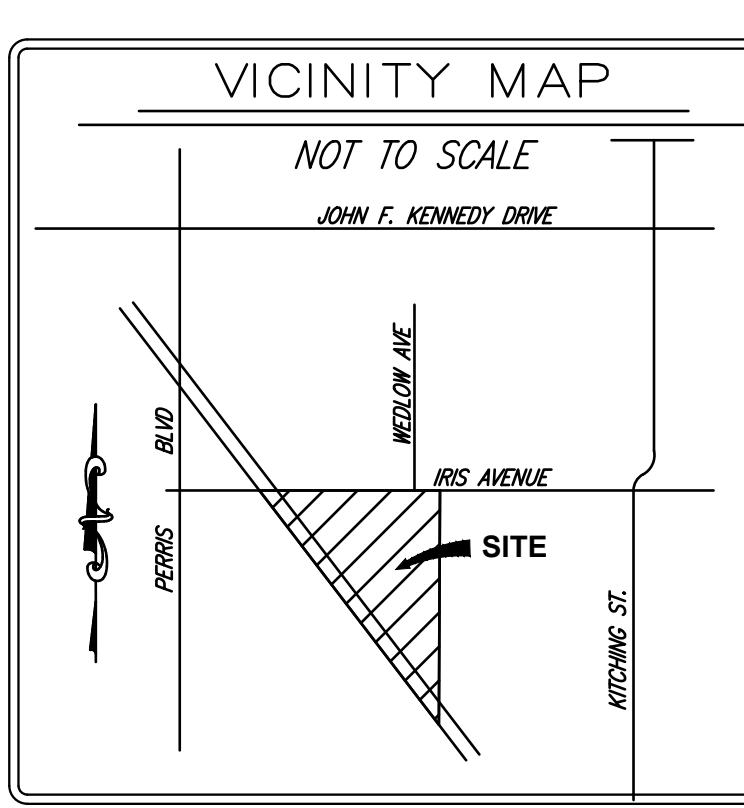 VICINITY MAP
NOT TO SCALE
JOHN F. KENNEDY DRIVE
WEDLOW AVE
BLVD
IRIS AVENUE
PERRIS
SITE
KITCHING ST.